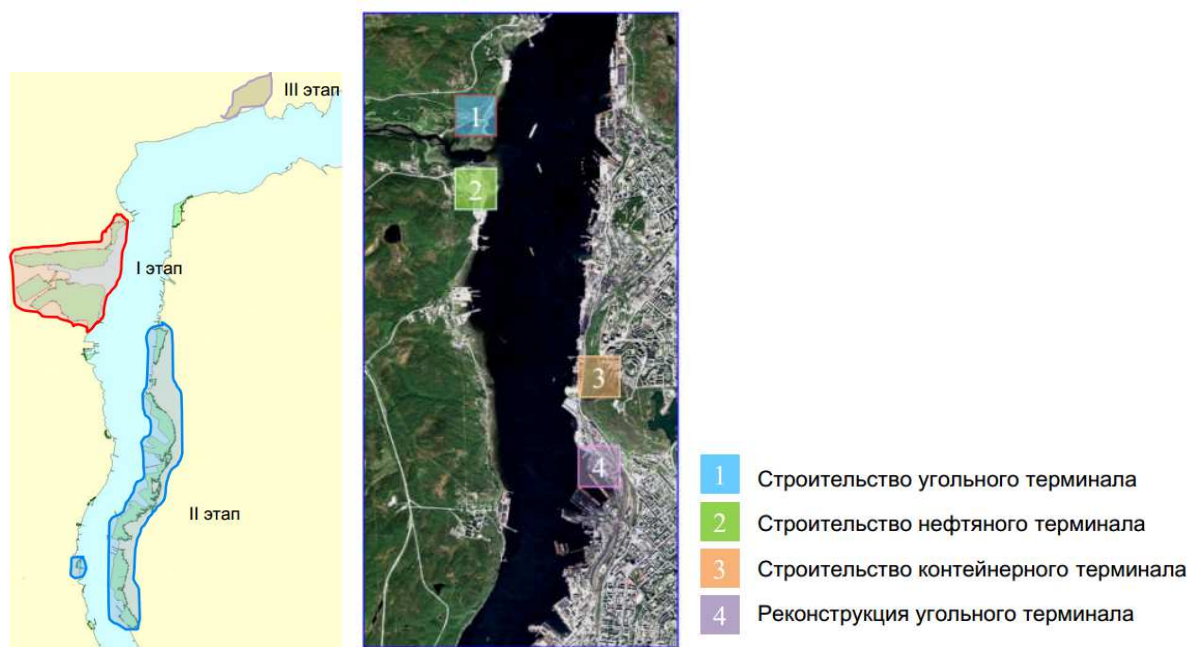 III этап
I этап
II этап
1
2
3
4
1 Строительство угольного терминала
2 Строительство нефтяного терминала
3 Строительство контейнерного терминала
4 Реконструкция угольного терминала